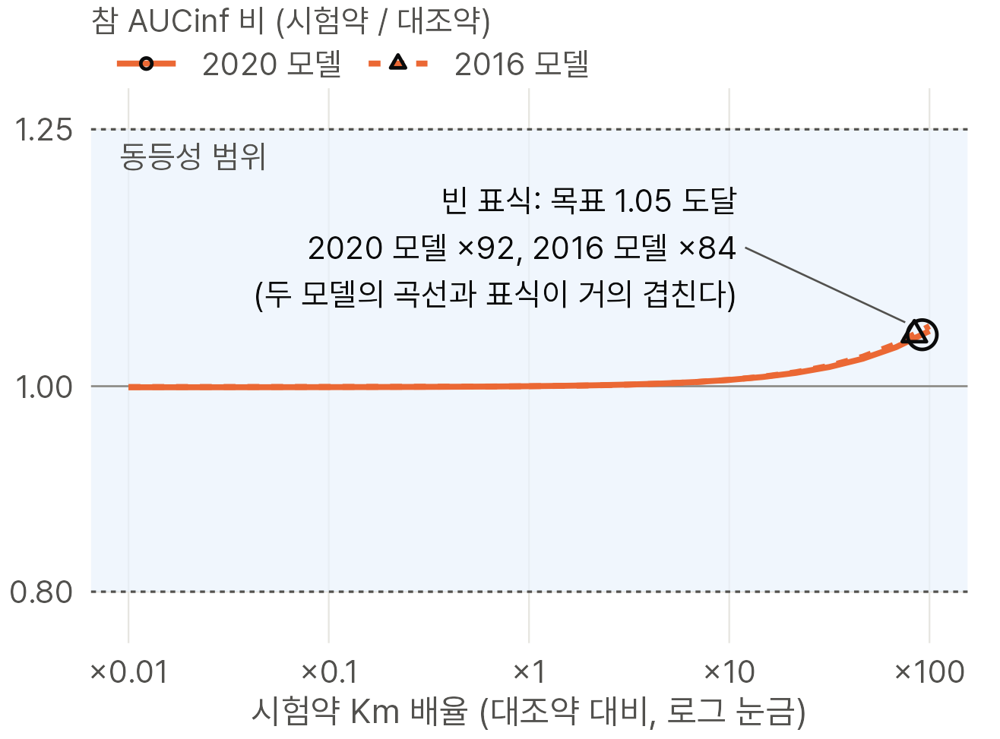 참 AUCinf 비 (시험약 / 대조약)
2020 모델 2016 모델
1.25
동등성 범위
빈 표식: 목표 1.05 도달
2020 모델 ×92, 2016 모델 ×84
(두 모델의 곡선과 표식이 거의 겹친다)
1.00
0.80
×0.01 ×0.1 ×1 ×10 ×100
시험약 Km 배율 (대조약 대비, 로그 눈금)